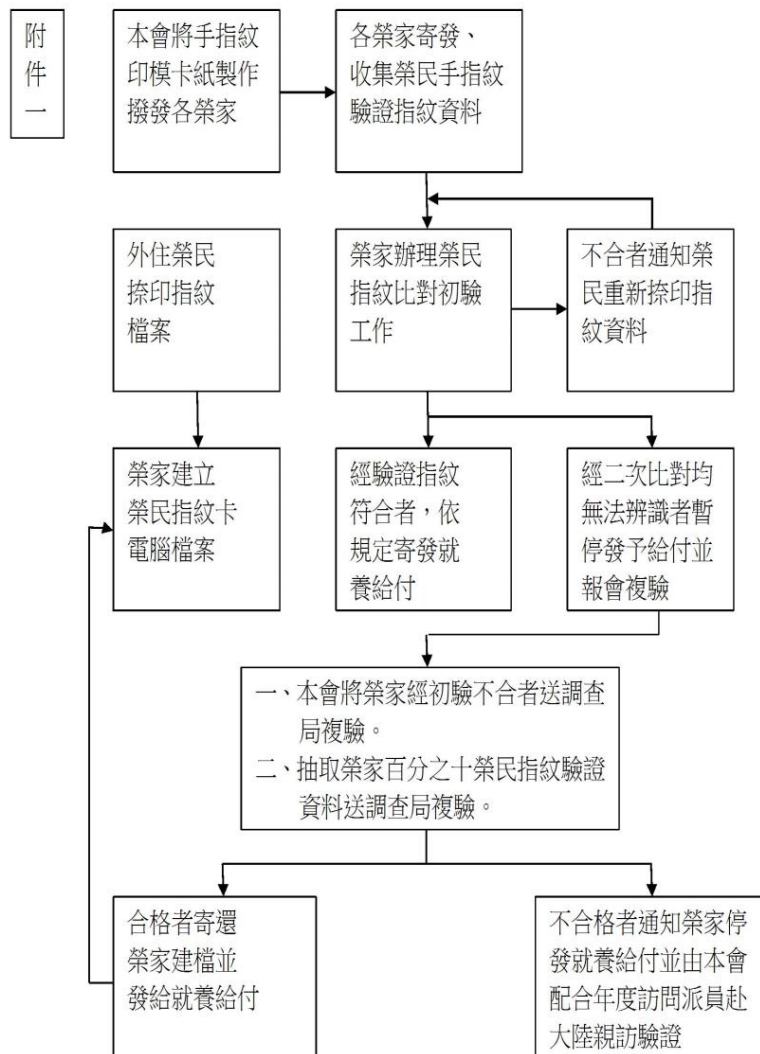 附
件
一
本會將手指紋
印模卡紙製作
撥發各榮家
各榮家寄發、
收集榮民手指紋
驗證指紋資料
外住榮民
捺印指紋
檔案
榮家辦理榮民
指紋比對初驗
工作
不合者通知榮
民重新捺印指
紋資料
榮家建立
榮民指紋卡
電腦檔案
經驗證指紋
符合者，依
規定寄發就
養給付
經二次比對均
無法辨識者暫
停發予給付並
報會複驗
一、本會將榮家經初驗不合者送調查
局複驗。
二、抽取榮家百分之十榮民指紋驗證
資料送調查局複驗。
合格者寄還
榮家建檔並
發給就養給付
不合格者通知榮家停
發就養給付並由本會
配合年度訪問派員赴
大陸親訪驗證